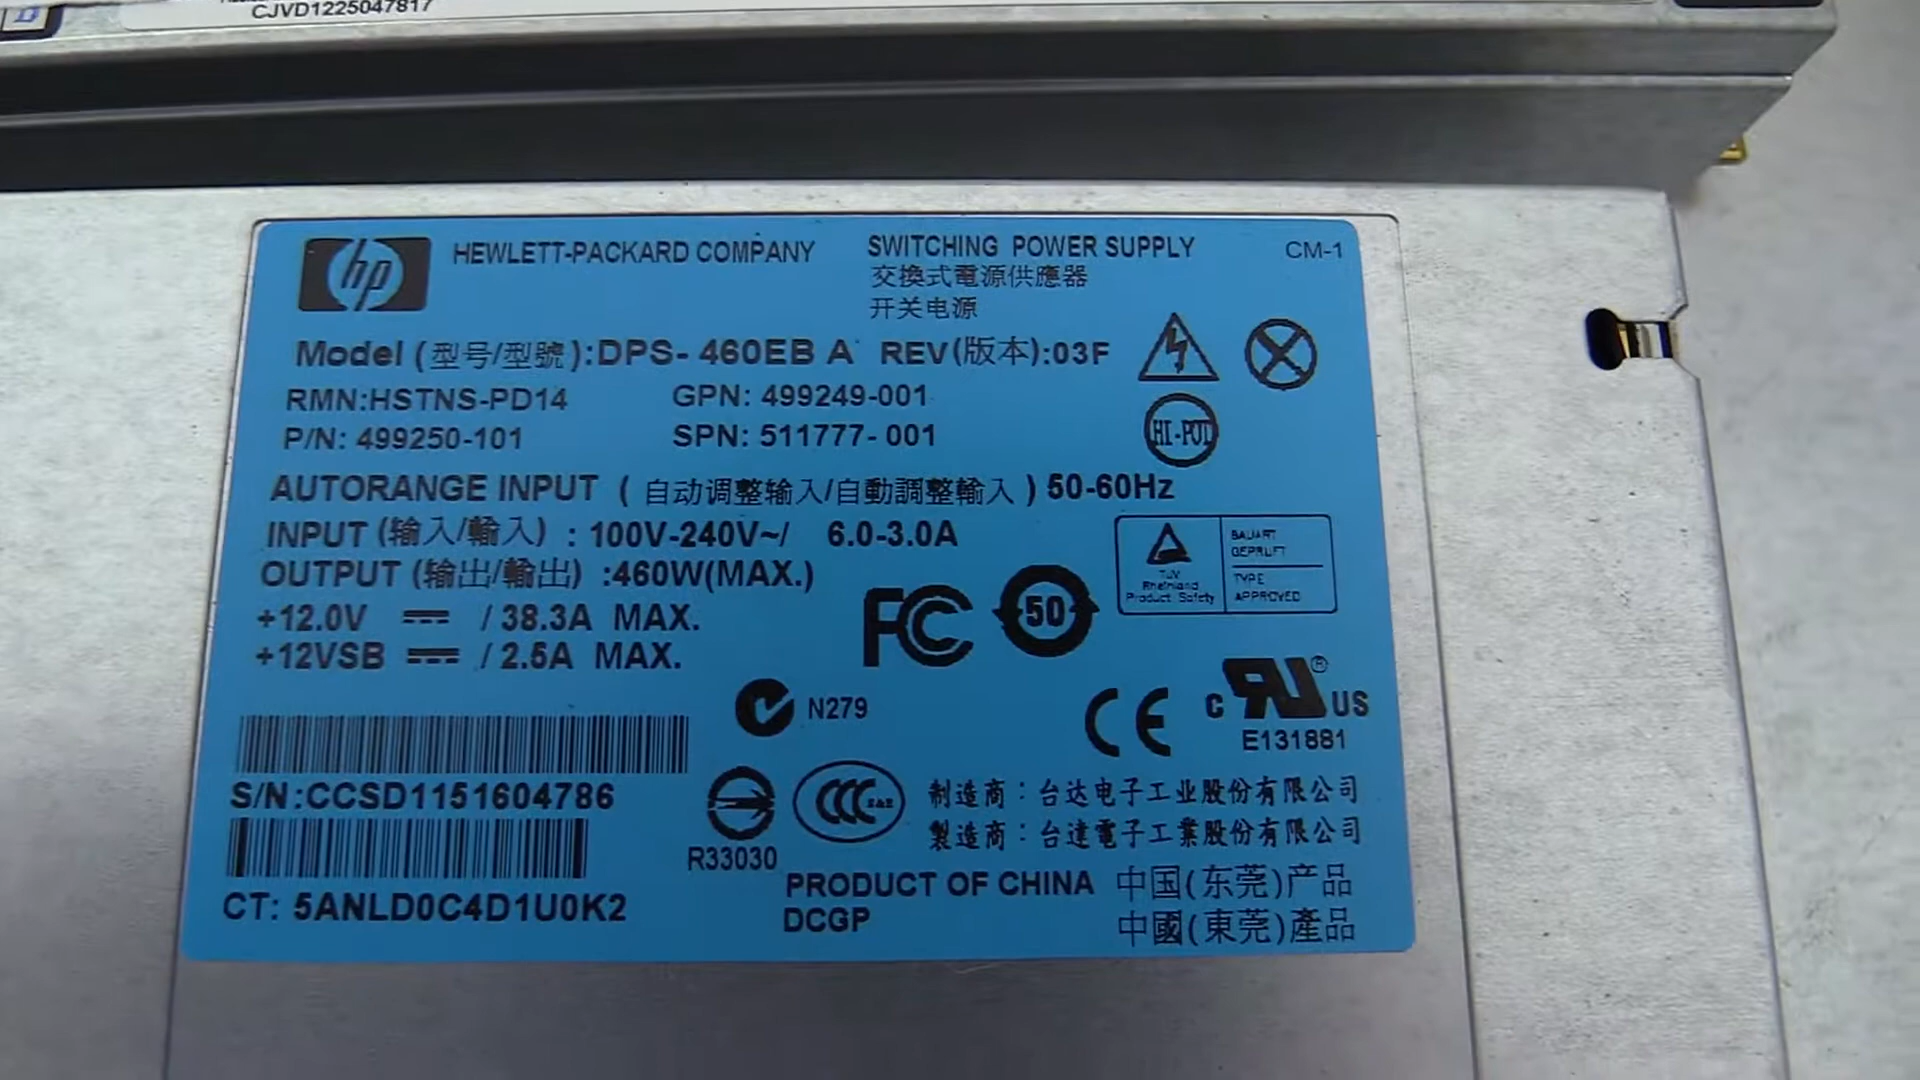 CJVD1225047817
hp
HEWLETT-PACKARD COMPANY
SWITCHING POWER SUPPLY
CM-1
交換式電源供應器
开关电源
Model (型号/型號):DPS- 460EB A REV(版本):03F
RMN:HSTNS-PD14
GPN: 499249-001
P/N: 499250-101
SPN: 511777- 001
HI-POT
AUTORANGE INPUT ( 自动调整输入/自動調整輸入 ) 50-60Hz
INPUT (输入/輸入) : 100V-240V~/ 6.0-3.0A
OUTPUT (输出/輸出) :460W(MAX.)
+12.0V / 38.3A MAX.
+12VSB / 2.5A MAX.
FC
50
TUV
Rheinland
Product Safety
BAUART
GEPRUFT
TYPE
APPROVED
N279
CE
C RU ® US
E131881
S/N:CCSD1151604786
R33030
CCC S&E
制造商：台达电子工业股份有限公司
製造商：台達電子工業股份有限公司
CT: 5ANLD0C4D1U0K2
PRODUCT OF CHINA 中国(东莞)产品
DCGP 中國(東莞)產品